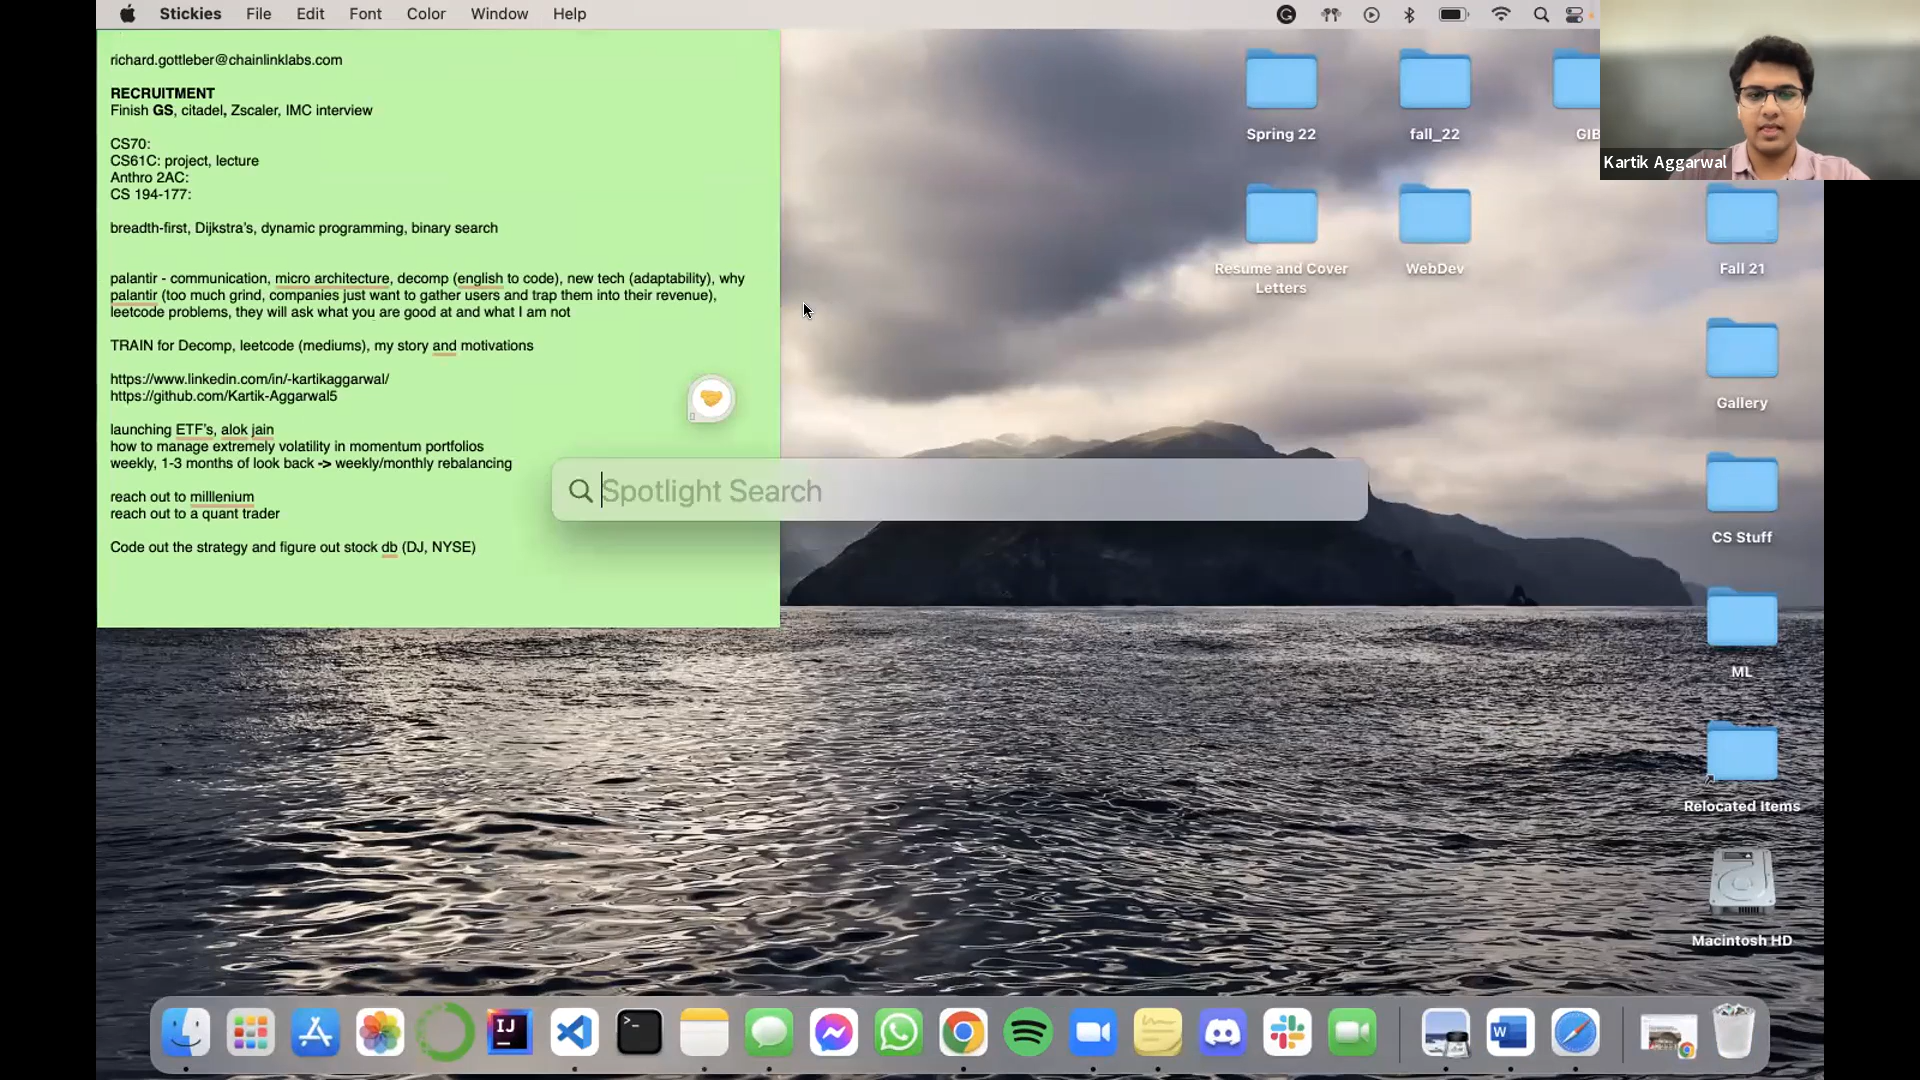 Stickies File Edit Font Color Window Help
richard.gottleber@chainlinklabs.com
RECRUITMENT
Finish GS, citadel, Zscaler, IMC interview
CS70:
CS61C: project, lecture
Anthro 2AC:
CS 194-177:
breadth-first, Dijkstra's, dynamic programming, binary search
palantir - communication, micro architecture, decomp (english to code), new tech (adaptability), why
palantir (too much grind, companies just want to gather users and trap them into their revenue),
leetcode problems, they will ask what you are good at and what I am not
TRAIN for Decomp, leetcode (mediums), my story and motivations
https://www.linkedin.com/in/-kartikaggarwal/
https://github.com/Kartik-Aggarwal5
launching ETF's, alok jain
how to manage extremely volatility in momentum portfolios
weekly, 1-3 months of look back -> weekly/monthly rebalancing
reach out to milllenium
reach out to a quant trader
Code out the strategy and figure out stock db (DJ, NYSE)
Spotlight Search
Spring 22
fall_22
GIB
Kartik Aggarwal
Resume and Cover
Letters
WebDev
Fall 21
Gallery
CS Stuff
ML
Relocated Items
Macintosh HD
IJ
>_
W